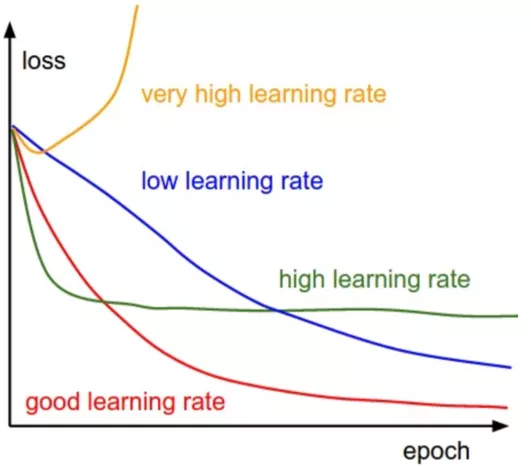 loss
very high learning rate
low learning rate
high learning rate
good learning rate
epoch